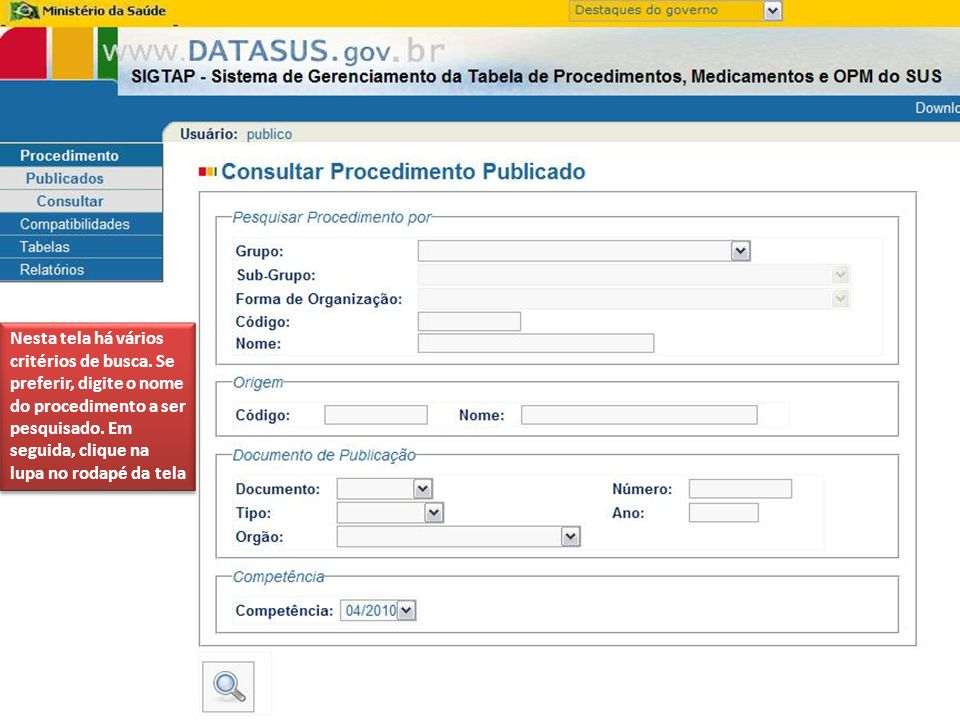 Ministério da Saúde
Destaques do governo
www.DATASUS.gov.br
SIGTAP - Sistema de Gerenciamento da Tabela de Procedimentos, Medicamentos e OPM do SUS
Downlo
Usuário: publico
Procedimento
Publicados
Consultar
Compatibilidades
Tabelas
Relatórios
Nesta tela há vários
critérios de busca. Se
preferir, digite o nome
do procedimento a ser
pesquisado. Em
seguida, clique na
lupa no rodapé da tela
Consultar Procedimento Publicado
Pesquisar Procedimento por
Grupo:
Sub-Grupo:
Forma de Organização:
Código:
Nome:
Origem
Código: Nome:
Documento de Publicação
Documento: Número:
Tipo: Ano:
Orgão:
Competência
Competência: 04/2010